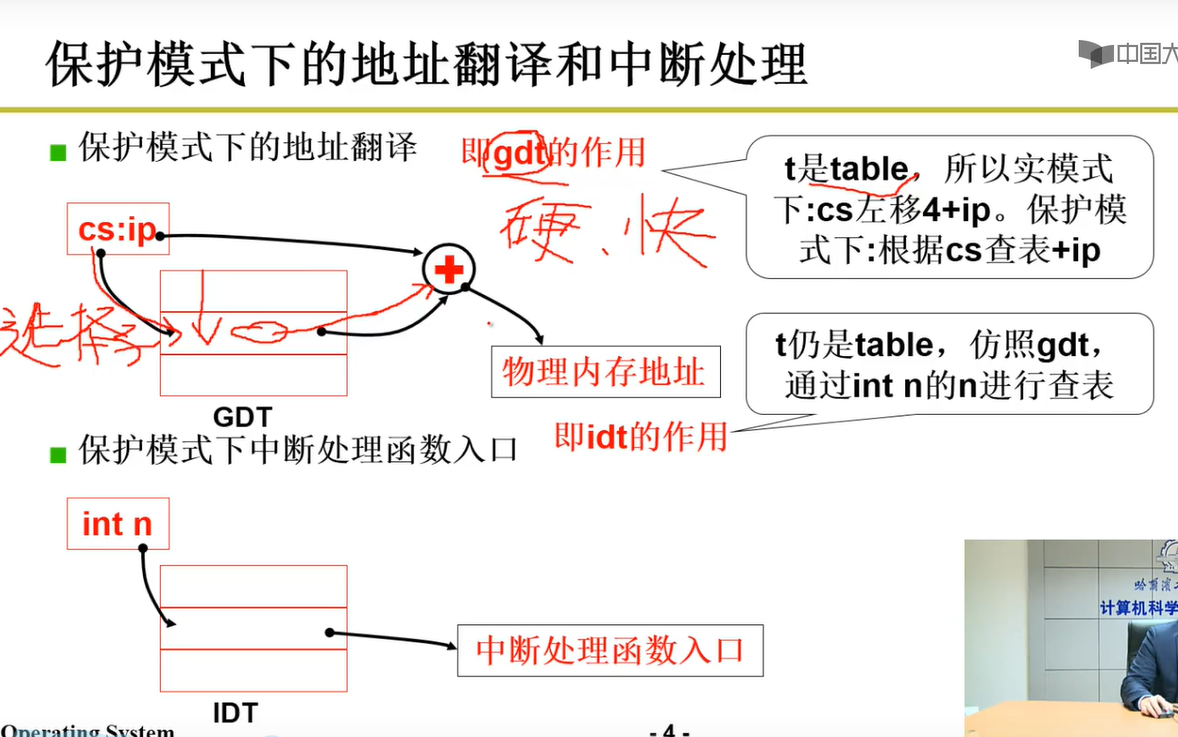 保护模式下的地址翻译和中断处理
中国大
保护模式下的地址翻译
即gdt的作用
t是table，所以实模式
下:cs左移4+ip。保护模
式下:根据cs查表+ip
硬、快
cs:ip
选择子
物理内存地址
GDT
t仍是table，仿照gdt，
通过int n的n进行查表
即idt的作用
保护模式下中断处理函数入口
int n
中断处理函数入口
IDT
哈爾濱
计算机科学
Operating System
- 4 -